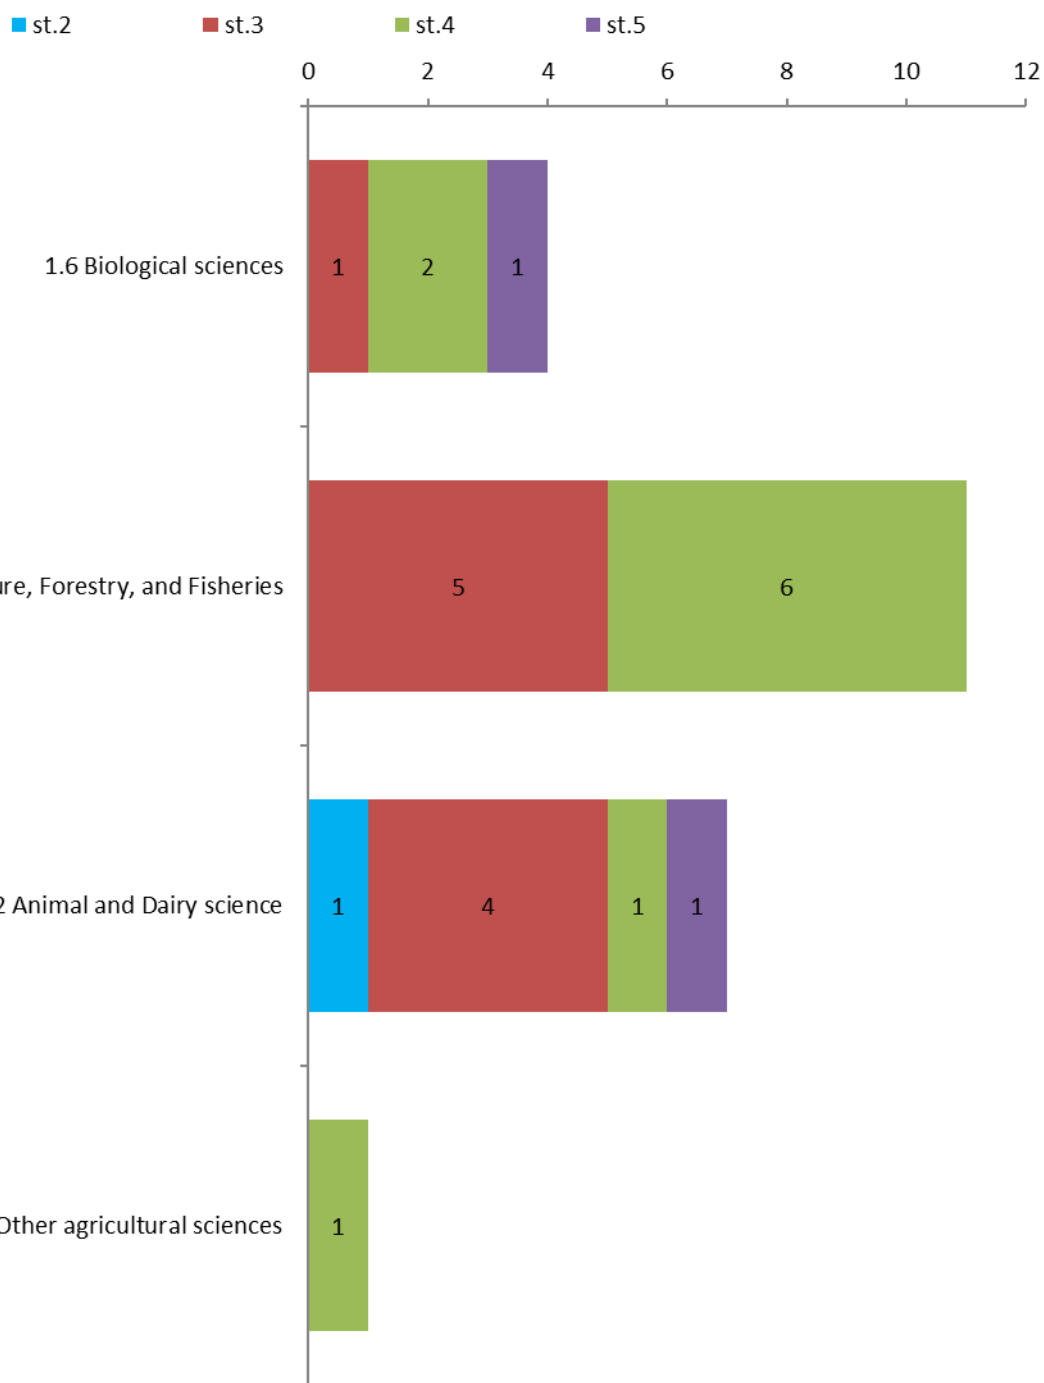 st.2 st.3 st.4 st.5
0 2 4 6 8 10 12
1.6 Biological sciences
1 2 1
Forestry, and Fisheries
5 6
2 Animal and Dairy science
1 4 1 1
Other agricultural sciences
1